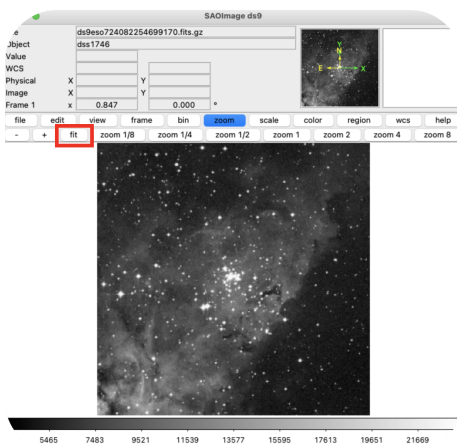 SAOImage ds9
ds9eso724082254699170.fits.gz
Object dss1746
Value
WCS
Physical X Y
Image X Y
Frame 1 x 0.847 0.000 °
file edit view frame bin zoom scale color region wcs help
- + fit zoom 1/8 zoom 1/4 zoom 1/2 zoom 1 zoom 2 zoom 4 zoom 8
Y
N
E X
5465 7483 9521 11539 13577 15595 17613 19651 21669